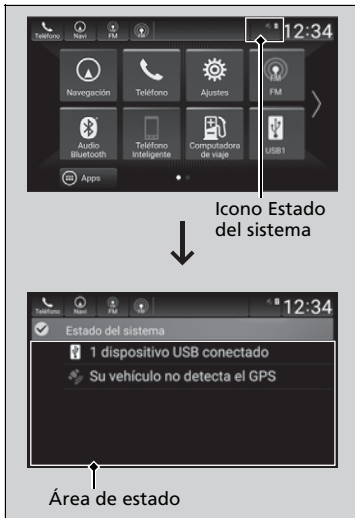 Teléfono Navi FM 12:34
Navegación Teléfono Ajustes FM
Audio Bluetooth Teléfono Inteligente Computadora de viaje USB1
Apps
Icono Estado
del sistema
Teléfono Navi FM 12:34
Estado del sistema
1 dispositivo USB conectado
Su vehículo no detecta el GPS
Área de estado